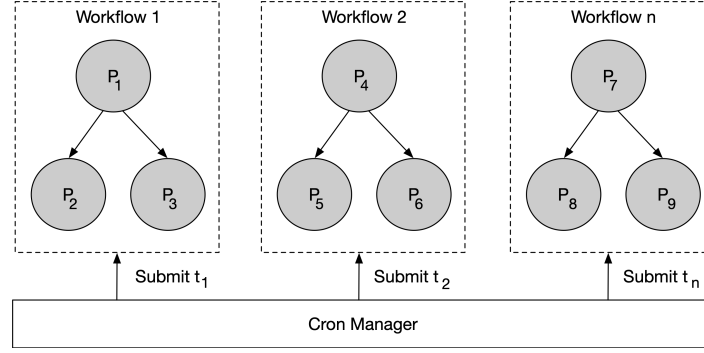 Workflow 1
P1
P2
P3
Submit t1
Workflow 2
P4
P5
P6
Submit t2
Workflow n
P7
P8
P9
Submit tn
Cron Manager